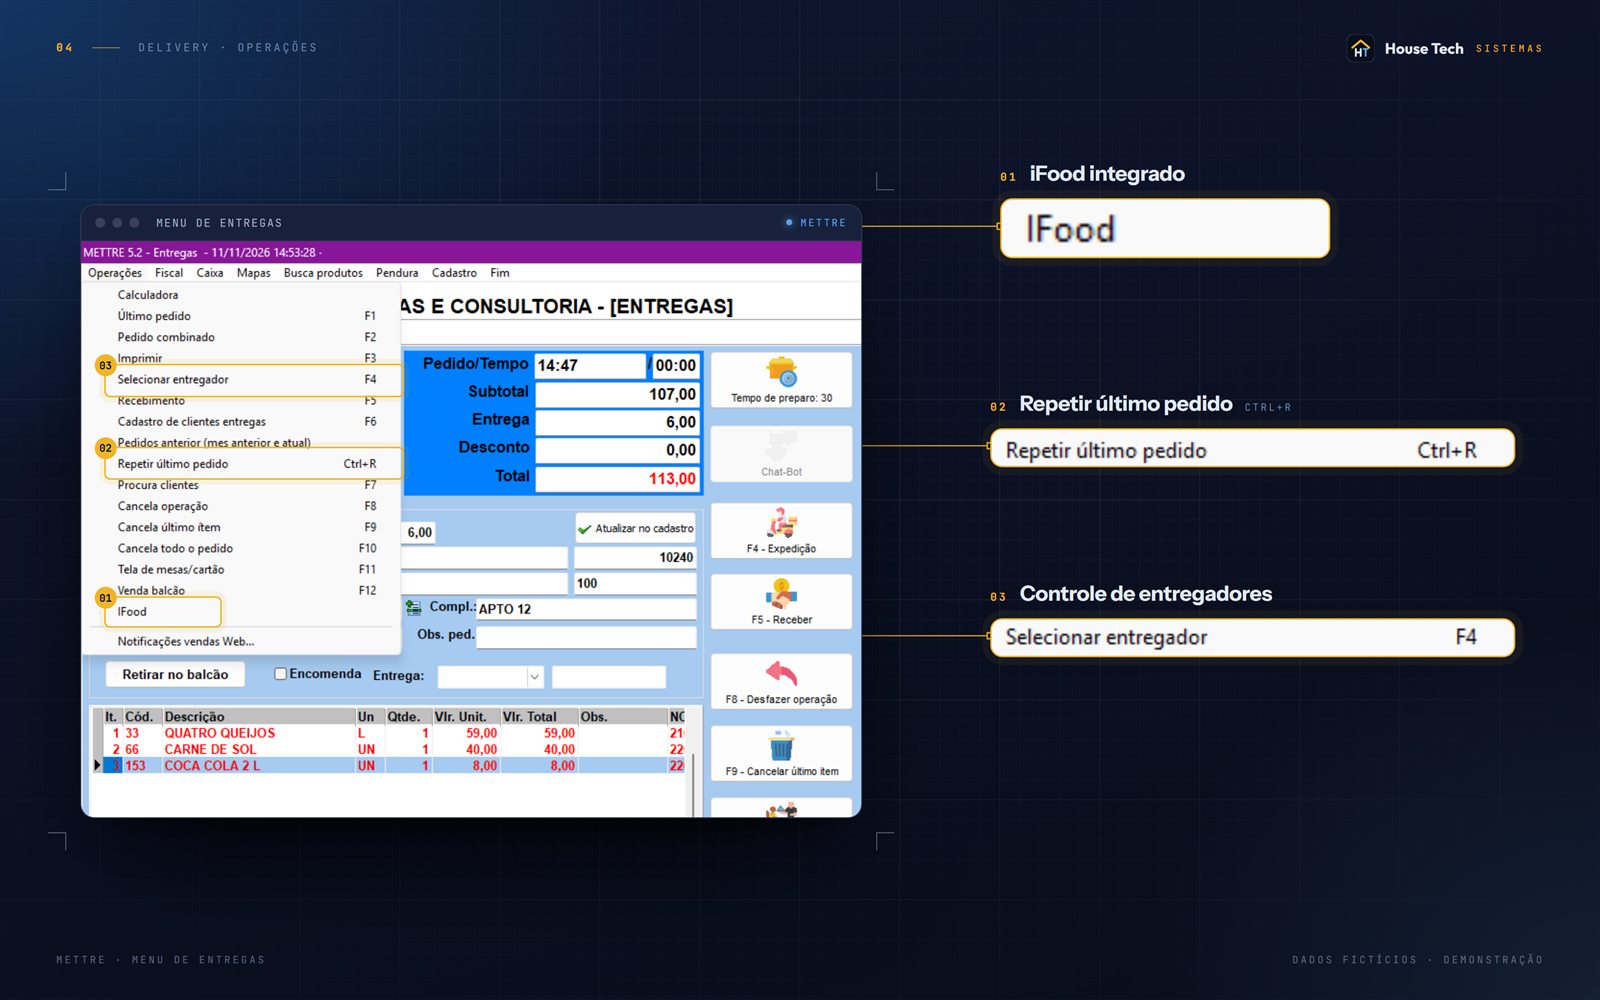 04 DELIVERY · OPERAÇÕES
HT House Tech SISTEMAS
MENU DE ENTREGAS METTRE
METTRE 5.2 - Entregas - 11/11/2026 14:53:28 -
Operações Fiscal Caixa Mapas Busca produtos Pendura Cadastro Fim
Calculadora
Último pedido F1
Pedido combinado F2
Imprimir F3
03
Selecionar entregador F4
Recebimento F5
Cadastro de clientes entregas F6
Pedidos anterior (mes anterior e atual)
02
Repetir último pedido Ctrl+R
Procura clientes F7
Cancela operação F8
Cancela último ítem F9
Cancela todo o pedido F10
Tela de mesas/cartão F11
Venda balcão F12
01
IFood
Notificações vendas Web...
AS E CONSULTORIA - [ENTREGAS]
Pedido/Tempo 14:47 / 00:00
Subtotal 107,00
Entrega 6,00
Desconto 0,00
Total 113,00
6,00 Atualizar no cadastro
10240
100
Compl.: APTO 12
Obs. ped.
Retirar no balcão Encomenda Entrega:
It. Cód. Descrição Un Qtde. Vlr. Unit. Vlr. Total Obs. NC
1 33 QUATRO QUEIJOS L 1 59,00 59,00 21
2 66 CARNE DE SOL UN 1 40,00 40,00 22
3 153 COCA COLA 2 L UN 1 8,00 8,00 22
Tempo de preparo: 30
Chat-Bot
F4 - Expedição
F5 - Receber
F8 - Desfazer operação
F9 - Cancelar último item
01 iFood integrado
IFood
02 Repetir último pedido CTRL+R
Repetir último pedido Ctrl+R
03 Controle de entregadores
Selecionar entregador F4
METTRE · MENU DE ENTREGAS
DADOS FICTÍCIOS · DEMONSTRAÇÃO